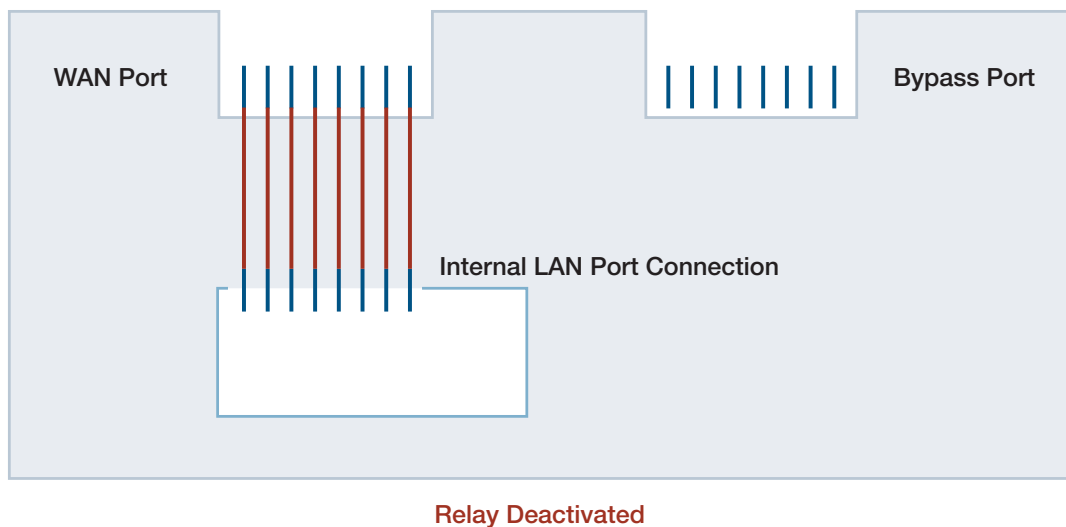 WAN Port
Bypass Port
Internal LAN Port Connection
Relay Deactivated